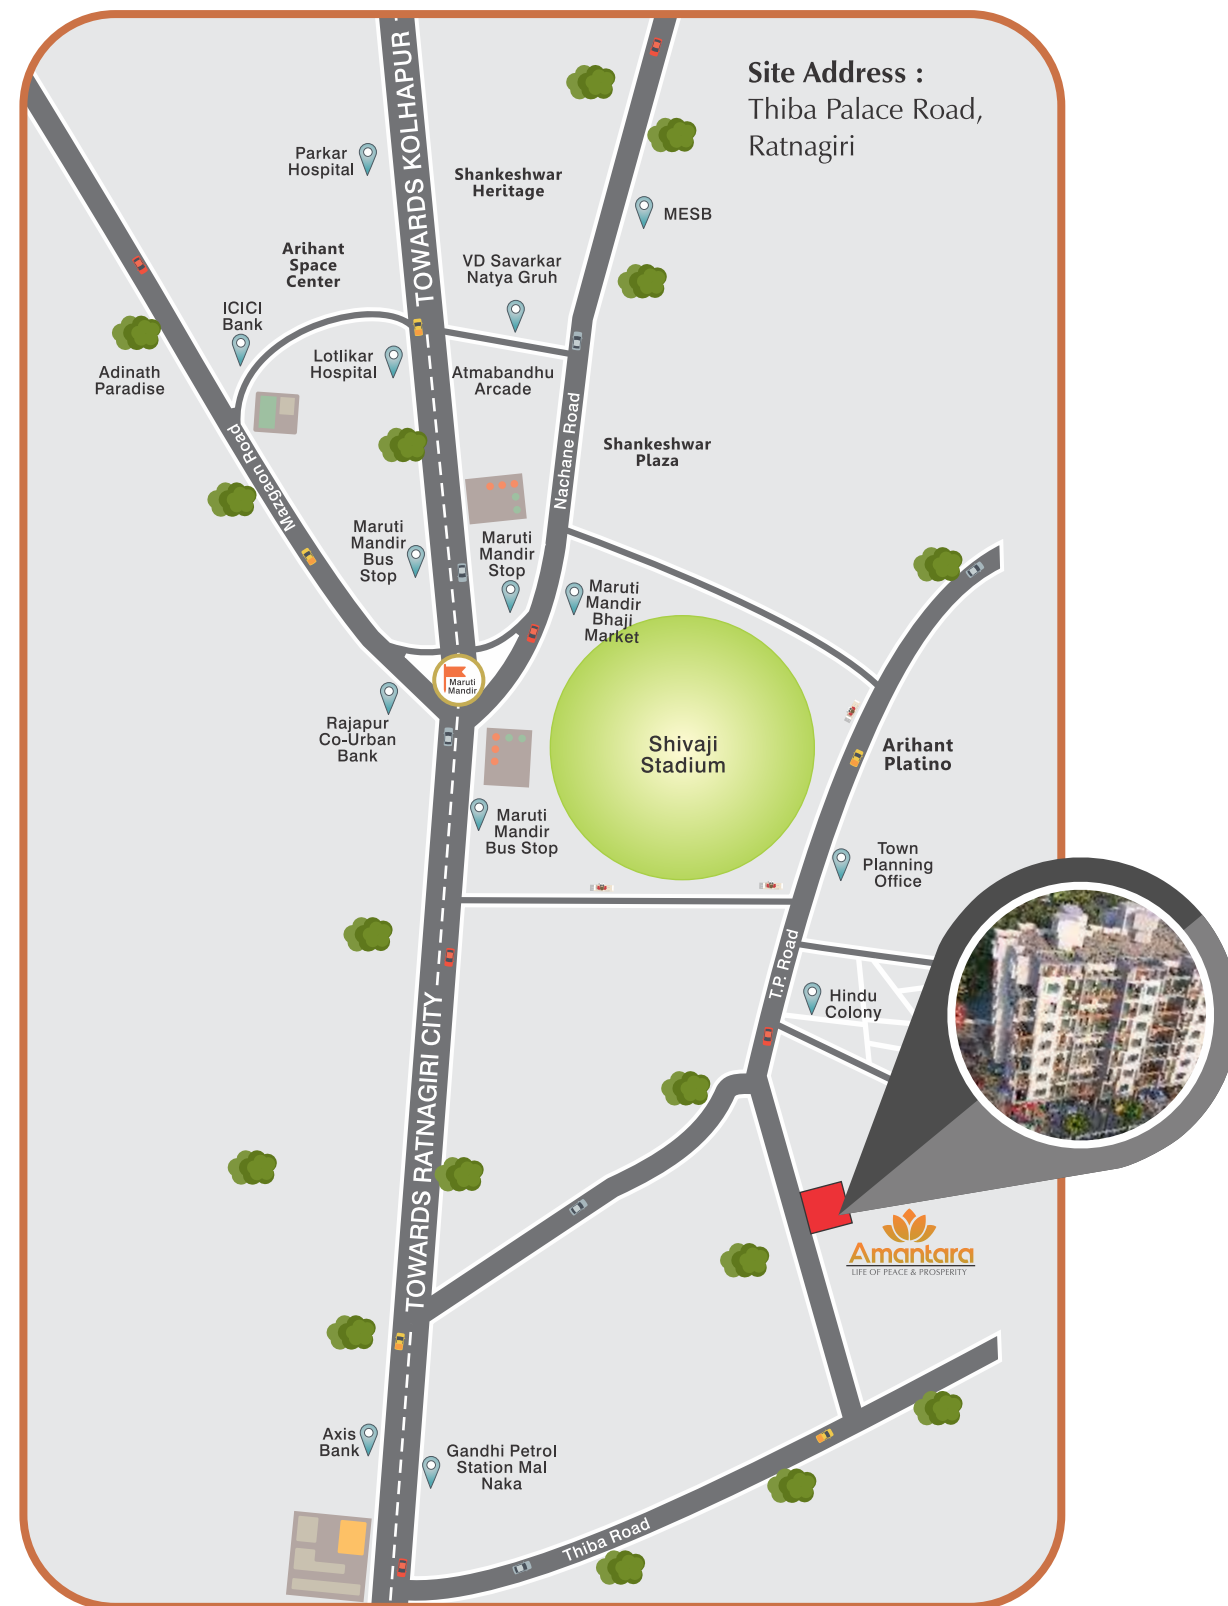 Site Address :
Thiba Palace Road,
Ratnagiri
TOWARDS KOLHAPUR
Parkar
Hospital
Shankeshwar
Heritage
MESB
Arihant
Space
Center
VD Savarkar
Natya Gruh
ICICI
Bank
Lotlikar
Hospital
Atmabandhu
Arcade
Adinath
Paradise
Nachane Road
Shankeshwar
Plaza
Mazgaon Road
Maruti
Mandir
Bus
Stop
Maruti
Mandir
Stop
Maruti
Mandir
Bhaji
Market
Maruti
Mandir
Rajapur
Co-Urban
Bank
Shivaji
Stadium
Arihant
Platino
Maruti
Mandir
Bus Stop
Town
Planning
Office
T.P. Road
Hindu
Colony
TOWARDS RATNAGIRI CITY
Amantara
LIFE OF PEACE & PROSPERITY
Axis
Bank
Gandhi Petrol
Station Mal
Naka
Thiba Road